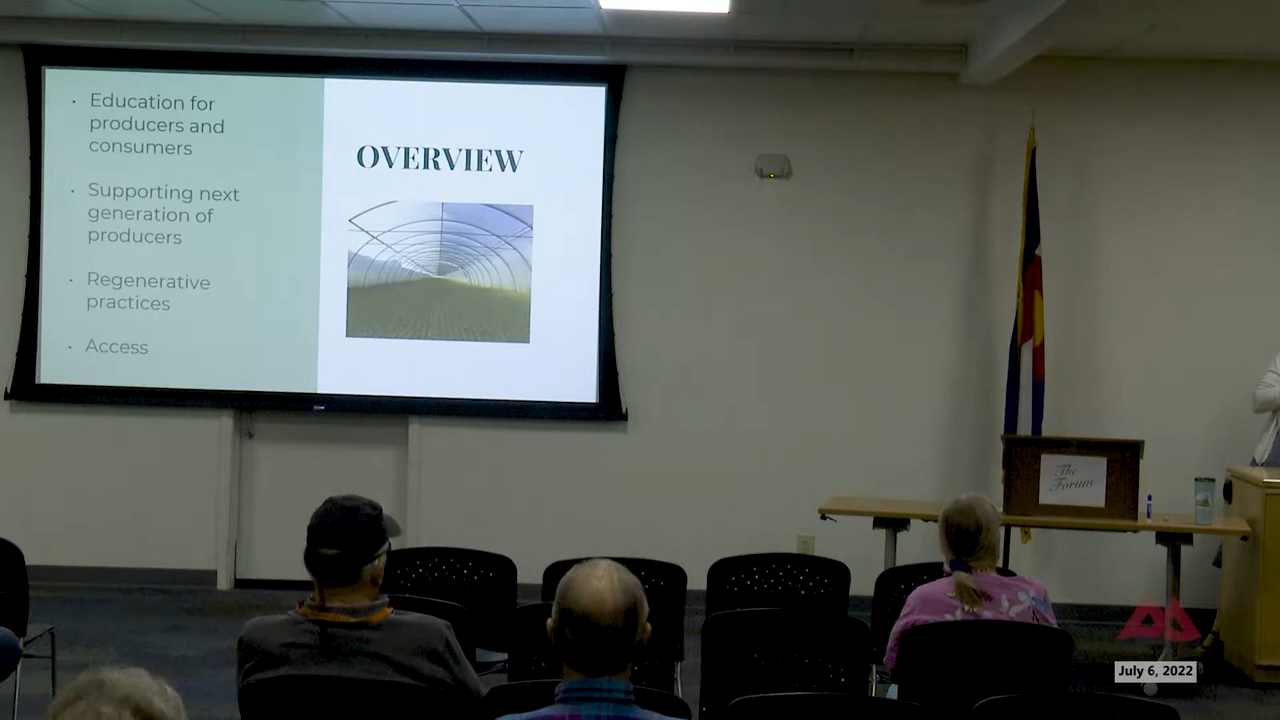 • Education for
producers and
consumers
• Supporting next
generation of
producers
• Regenerative
practices
• Access
OVERVIEW
The
Forum
July 6, 2022